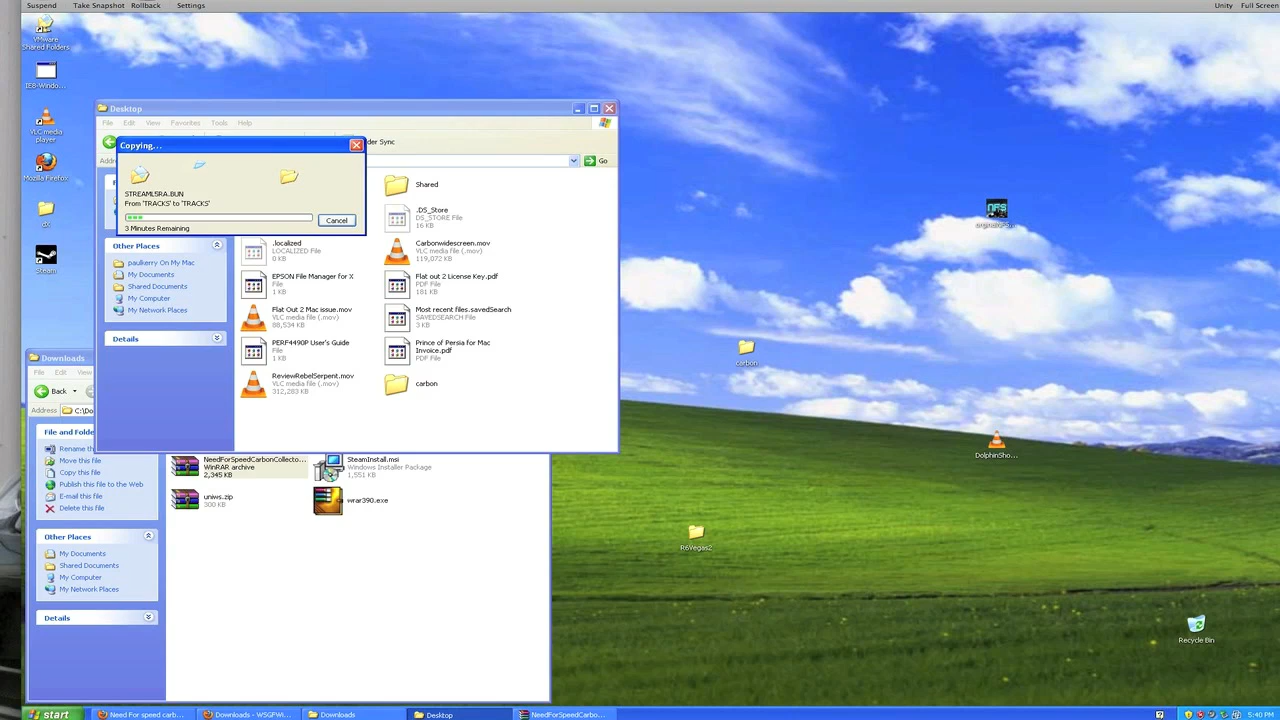 Suspend Take Snapshot Rollback Settings Unity Full Screen
VMware
Shared Folders
IE8-Windo...
VLC media
player
Mozilla Firefox
Steam
Desktop
File Edit View Favorites Tools Help
der Sync
Addre
Go
Copying...
STREAML5RA.BUN
From 'TRACKS' to 'TRACKS'
Cancel
3 Minutes Remaining
Other Places
paulkerry On My Mac
My Documents
Shared Documents
My Computer
My Network Places
Details
Shared
.DS_Store
DS_STORE File
16 KB
.localized
LOCALIZED File
0 KB
Carbonwidescreen.mov
VLC media file (.mov)
119,072 KB
EPSON File Manager for X
File
1 KB
Flat out 2 License Key.pdf
PDF File
181 KB
Flat Out 2 Mac issue.mov
VLC media file (.mov)
88,534 KB
Most recent files.savedSearch
SAVEDSEARCH File
3 KB
PERF4490P User's Guide
File
1 KB
Prince of Persia for Mac
Invoice.pdf
PDF File
ReviewRebelSerpent.mov
VLC media file (.mov)
312,283 KB
carbon
Downloads
File Edit View
Back
Address C:\Do
File and Folde
Rename th
Move this file
Copy this file
Publish this file to the Web
E-mail this file
Delete this file
Other Places
My Documents
Shared Documents
My Computer
My Network Places
Details
NeedForSpeedCarbonCollecto...
WinRAR archive
2,345 KB
SteamInstall.msi
Windows Installer Package
1,551 KB
uniws.zip
300 KB
wrar390.exe
NFS
carbon
DolphinSho...
R6Vegas2
Recycle Bin
start Need For speed carb... Downloads - WSGFWi... Downloads Desktop NeedForSpeedCarbo... 5:40 PM